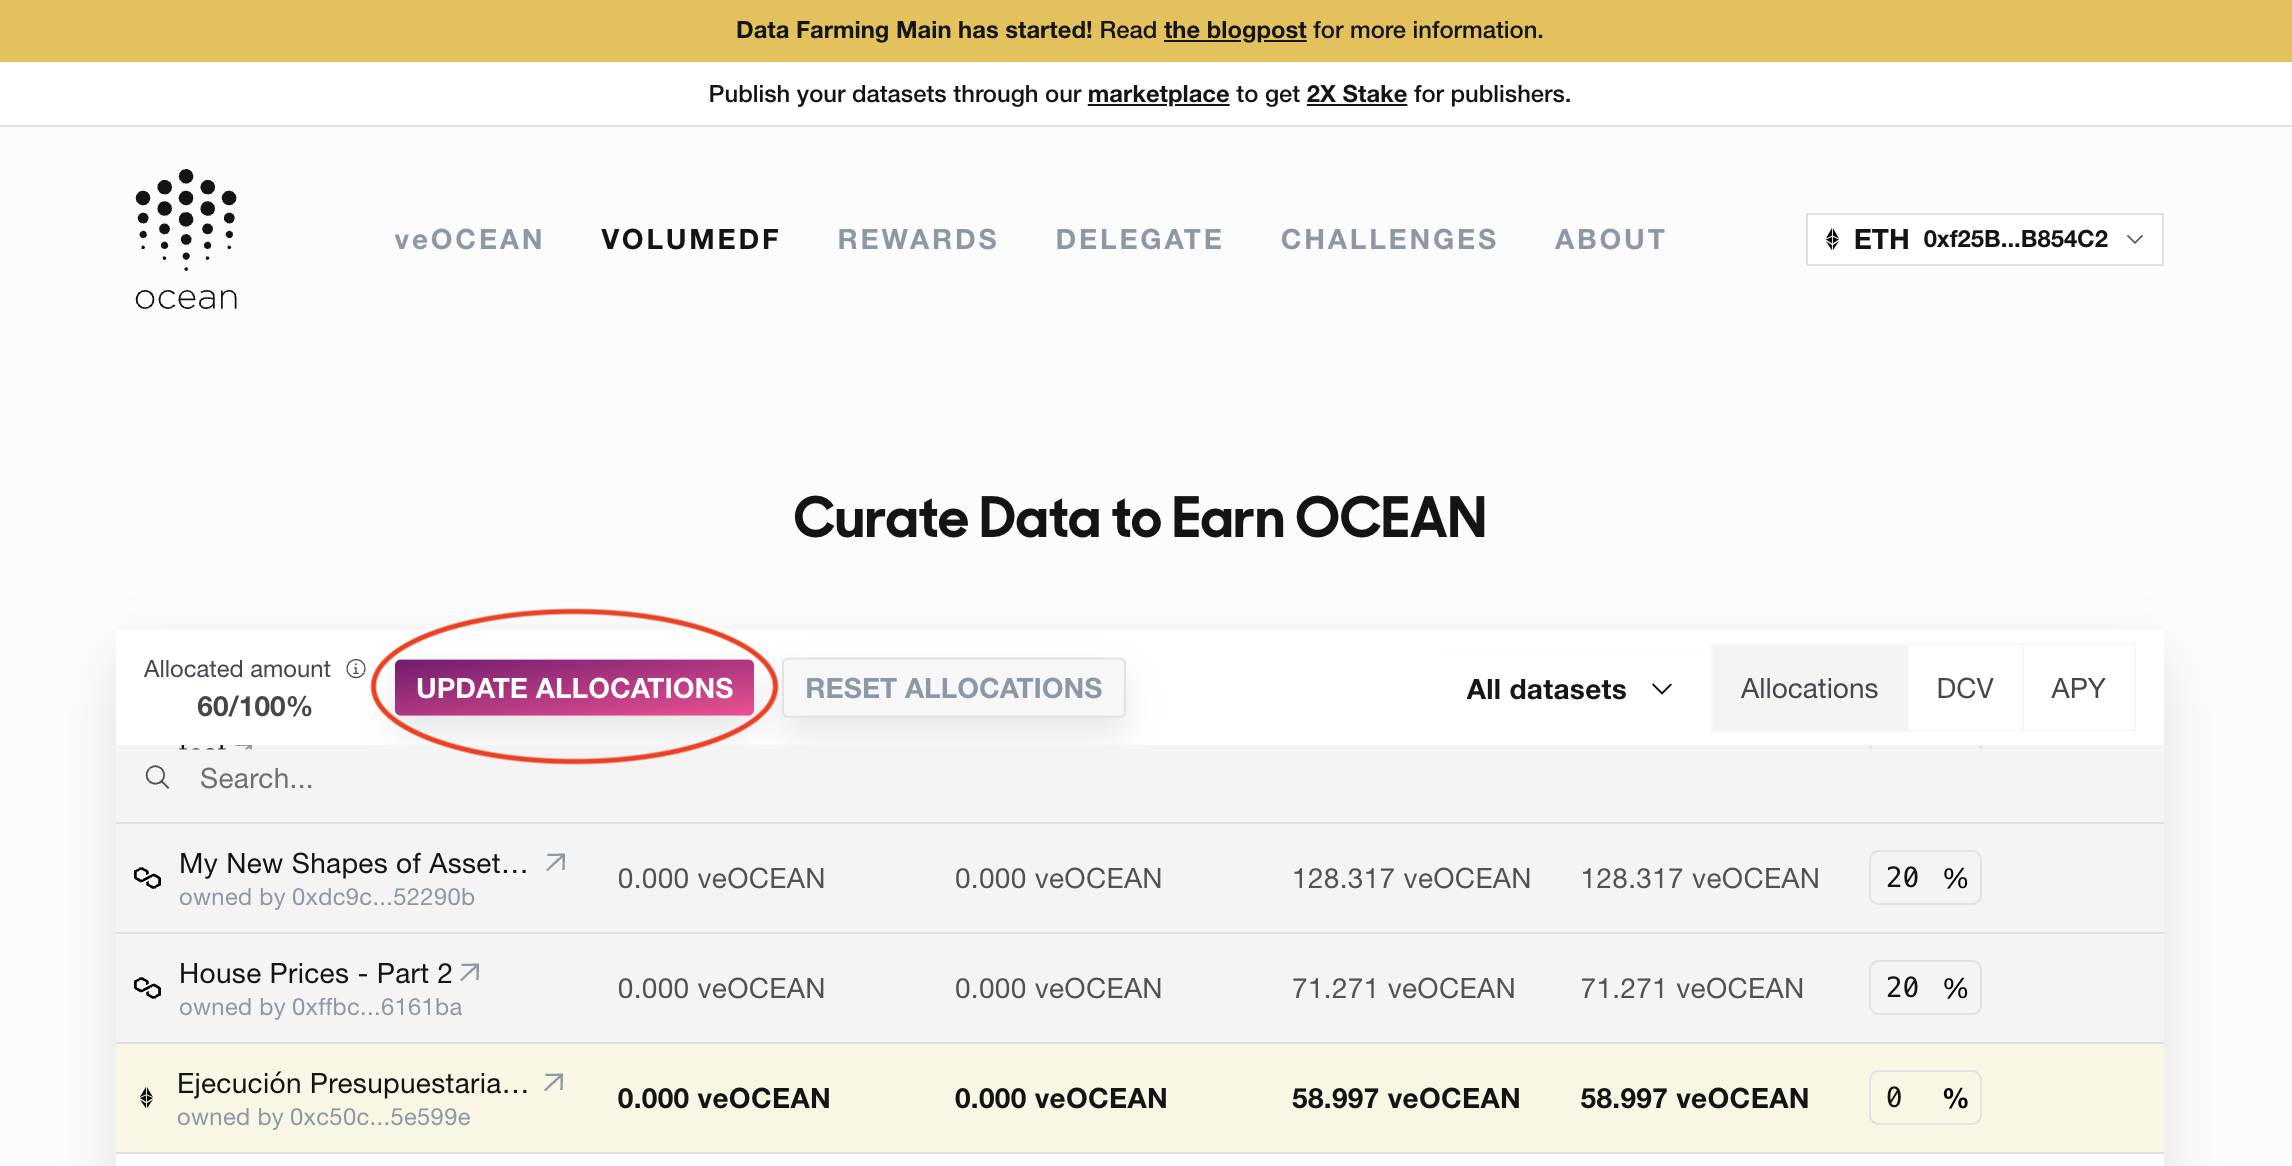 Data Farming Main has started! Read the blogpost for more information.
Publish your datasets through our marketplace to get 2X Stake for publishers.
ocean
veOCEAN VOLUMEDF REWARDS DELEGATE CHALLENGES ABOUT
ETH 0xf25B...B854C2
Curate Data to Earn OCEAN
Allocated amount
60/100%
UPDATE ALLOCATIONS
RESET ALLOCATIONS
All datasets
Allocations DCV APY
Search...
My New Shapes of Asset...
owned by 0xdc9c...52290b
0.000 veOCEAN 0.000 veOCEAN 128.317 veOCEAN 128.317 veOCEAN 20 %
House Prices - Part 2
owned by 0xffbc...6161ba
0.000 veOCEAN 0.000 veOCEAN 71.271 veOCEAN 71.271 veOCEAN 20 %
Ejecución Presupuestaria...
owned by 0xc50c...5e599e
0.000 veOCEAN 0.000 veOCEAN 58.997 veOCEAN 58.997 veOCEAN 0 %